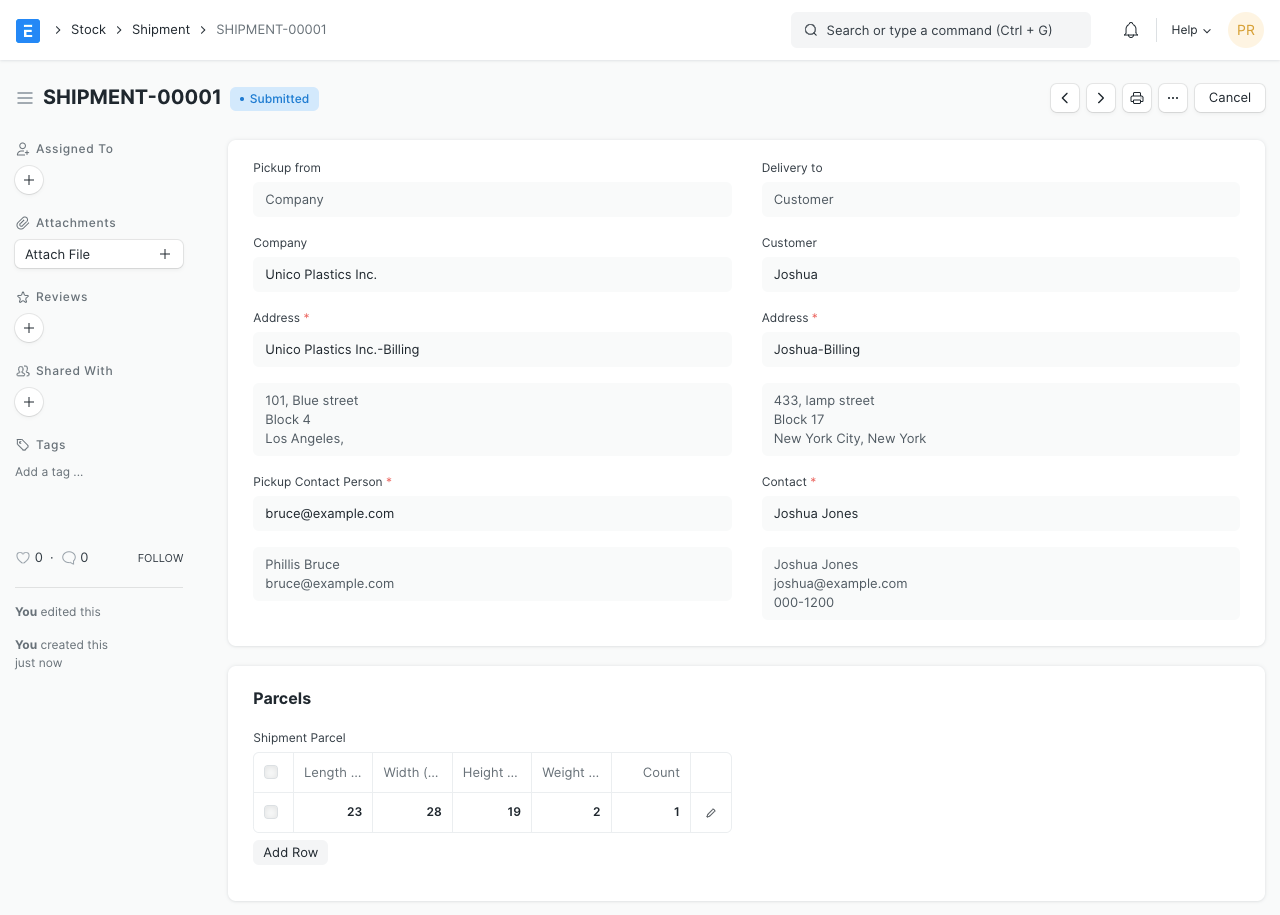 E
Stock
Shipment
SHIPMENT-00001
Search or type a command (Ctrl + G)
Help
PR
SHIPMENT-00001
• Submitted
Cancel
Assigned To
Attachments
Attach File
Reviews
Shared With
Tags
Add a tag ...
0 · 0
FOLLOW
You edited this
You created this
just now
Pickup from
Company
Company
Unico Plastics Inc.
Address *
Unico Plastics Inc.-Billing
101, Blue street
Block 4
Los Angeles,
Pickup Contact Person *
bruce@example.com
Phillis Bruce
bruce@example.com
Delivery to
Customer
Customer
Joshua
Address *
Joshua-Billing
433, lamp street
Block 17
New York City, New York
Contact *
Joshua Jones
Joshua Jones
joshua@example.com
000-1200
Parcels
Shipment Parcel
Length ... Width (... Height ... Weight ... Count
23 28 19 2 1
Add Row